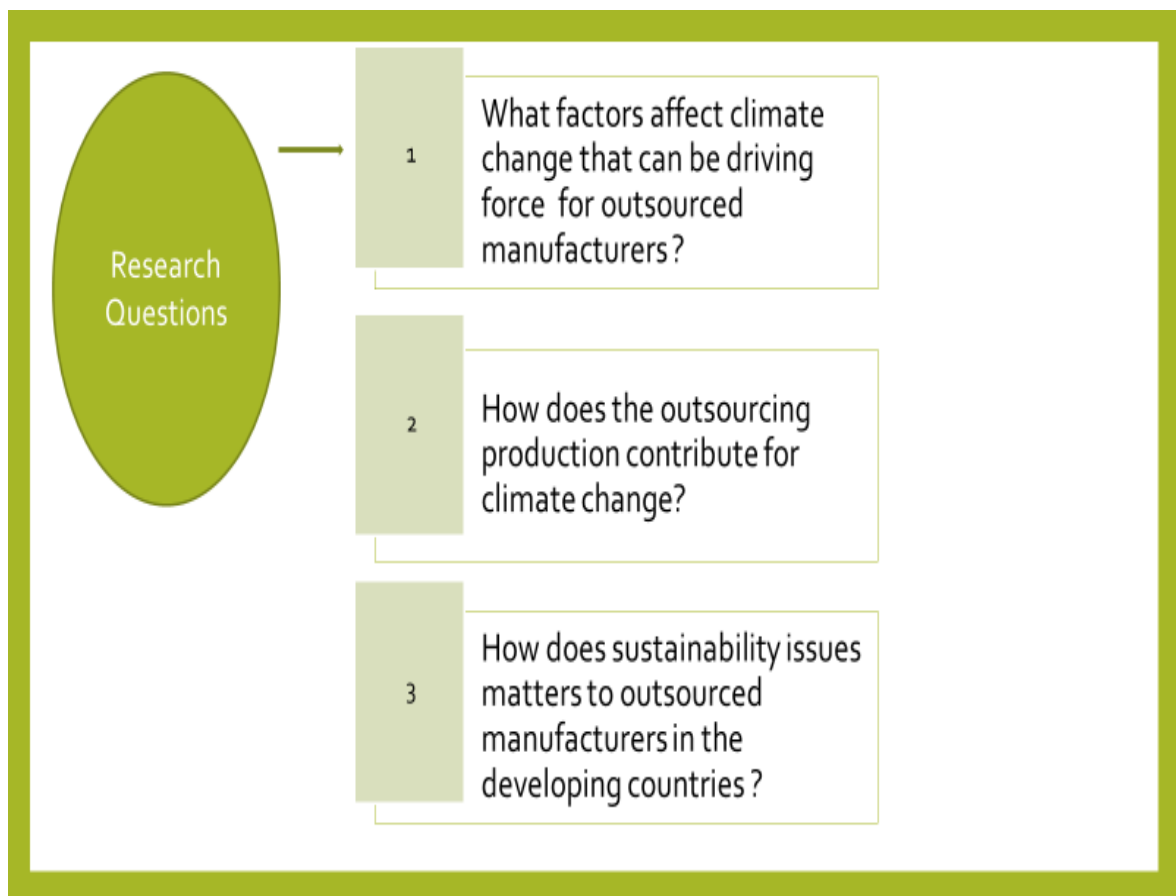 Research
Questions
1
What factors affect climate
change that can be driving
force for outsourced
manufacturers ?
2
How does the outsourcing
production contribute for
climate change?
3
How does sustainability issues
matters to outsourced
manufacturers in the
developing countries ?